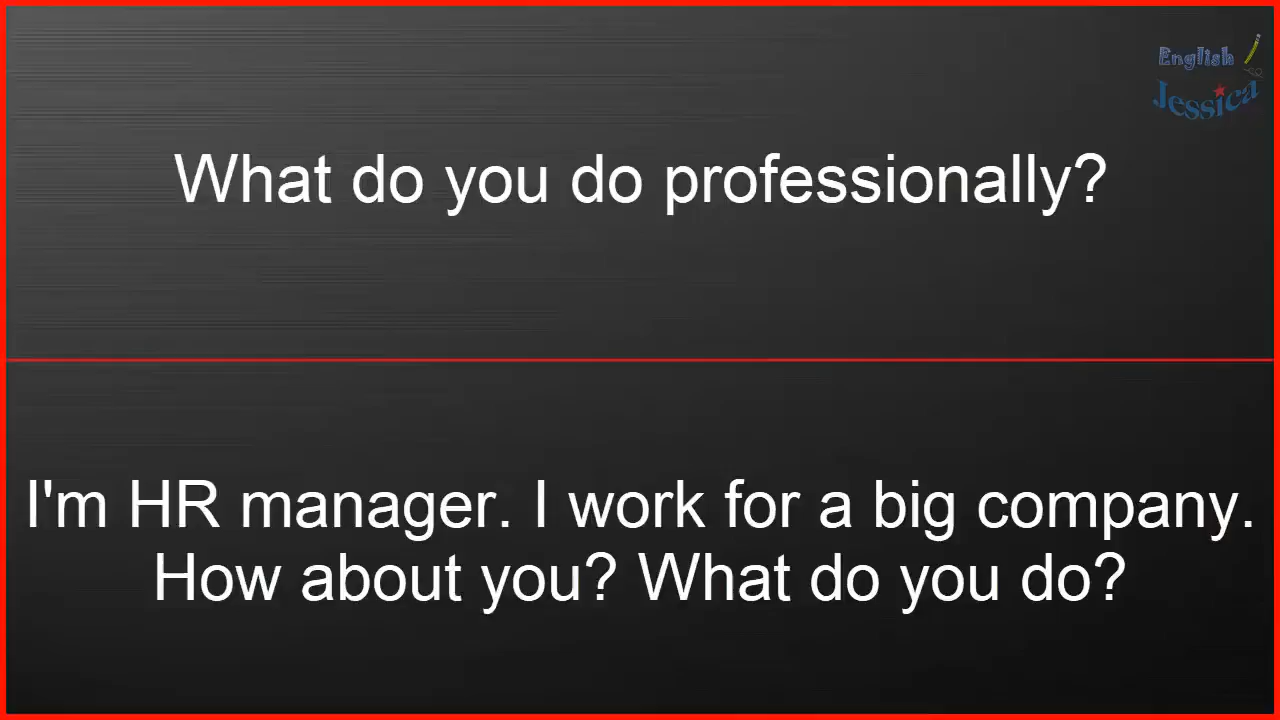 English
Jessica
What do you do professionally?
I'm HR manager. I work for a big company.
How about you? What do you do?